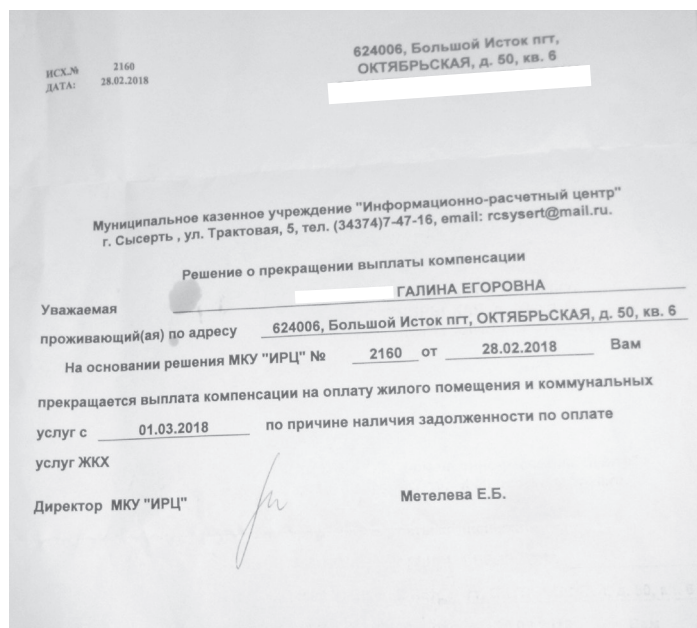 624006, Большой Исток пгт,
ОКТЯБРЬСКАЯ, д. 50, кв. 6
ИСХ.№ 2160
ДАТА: 28.02.2018
Муниципальное казенное учреждение "Информационно-расчетный центр"
г. Сысерть , ул. Трактовая, 5, тел. (34374)7-47-16, email: rcsysert@mail.ru.
Решение о прекращении выплаты компенсации
Уважаемая ГАЛИНА ЕГОРОВНА
проживающий(ая) по адресу 624006, Большой Исток пгт, ОКТЯБРЬСКАЯ, д. 50, кв. 6
На основании решения МКУ "ИРЦ" № 2160 от 28.02.2018 Вам
прекращается выплата компенсации на оплату жилого помещения и коммунальных
услуг с 01.03.2018 по причине наличия задолженности по оплате
услуг ЖКХ
Директор МКУ "ИРЦ" Метелева Е.Б.